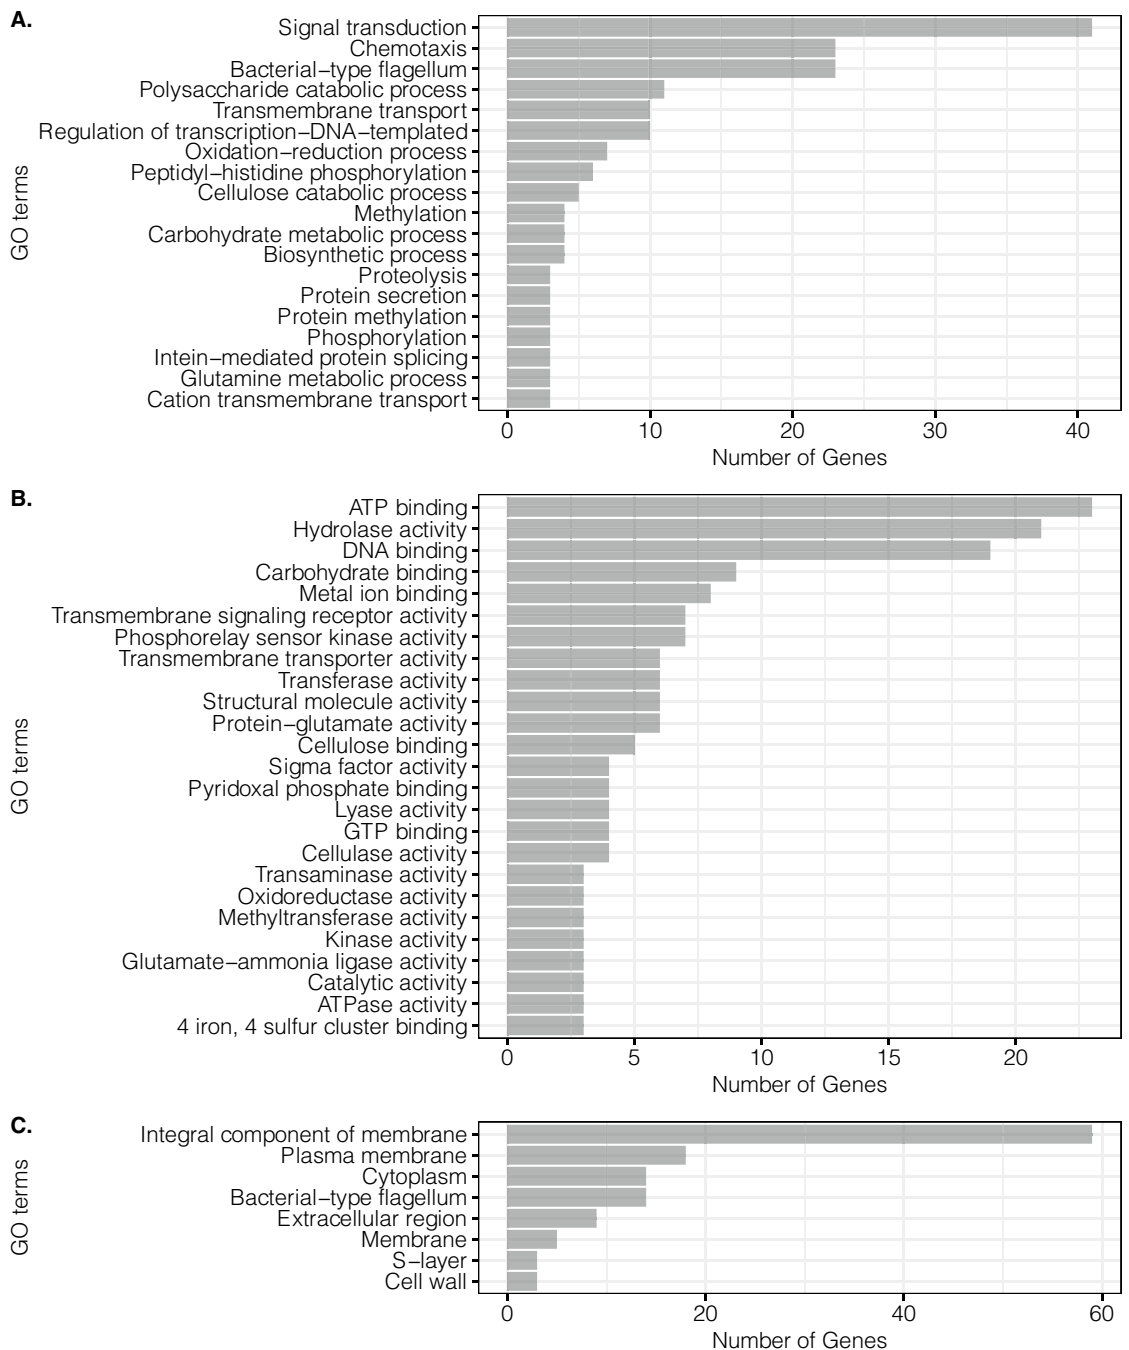 A.
Signal transduction
Chemotaxis
Bacterial−type flagellum
Polysaccharide catabolic process
Transmembrane transport
Regulation of transcription−DNA−templated
Oxidation−reduction process
Peptidyl−histidine phosphorylation
Cellulose catabolic process
Methylation
Carbohydrate metabolic process
Biosynthetic process
Proteolysis
Protein secretion
Protein methylation
Phosphorylation
Intein−mediated protein splicing
Glutamine metabolic process
Cation transmembrane transport
GO terms
0 10 20 30 40
Number of Genes
B.
ATP binding
Hydrolase activity
DNA binding
Carbohydrate binding
Metal ion binding
Transmembrane signaling receptor activity
Phosphorelay sensor kinase activity
Transmembrane transporter activity
Transferase activity
Structural molecule activity
Protein−glutamate activity
Cellulose binding
Sigma factor activity
Pyridoxal phosphate binding
Lyase activity
GTP binding
Cellulase activity
Transaminase activity
Oxidoreductase activity
Methyltransferase activity
Kinase activity
Glutamate−ammonia ligase activity
Catalytic activity
ATPase activity
4 iron, 4 sulfur cluster binding
GO terms
0 5 10 15 20
Number of Genes
C.
Integral component of membrane
Plasma membrane
Cytoplasm
Bacterial−type flagellum
Extracellular region
Membrane
S−layer
Cell wall
GO terms
0 20 40 60
Number of Genes